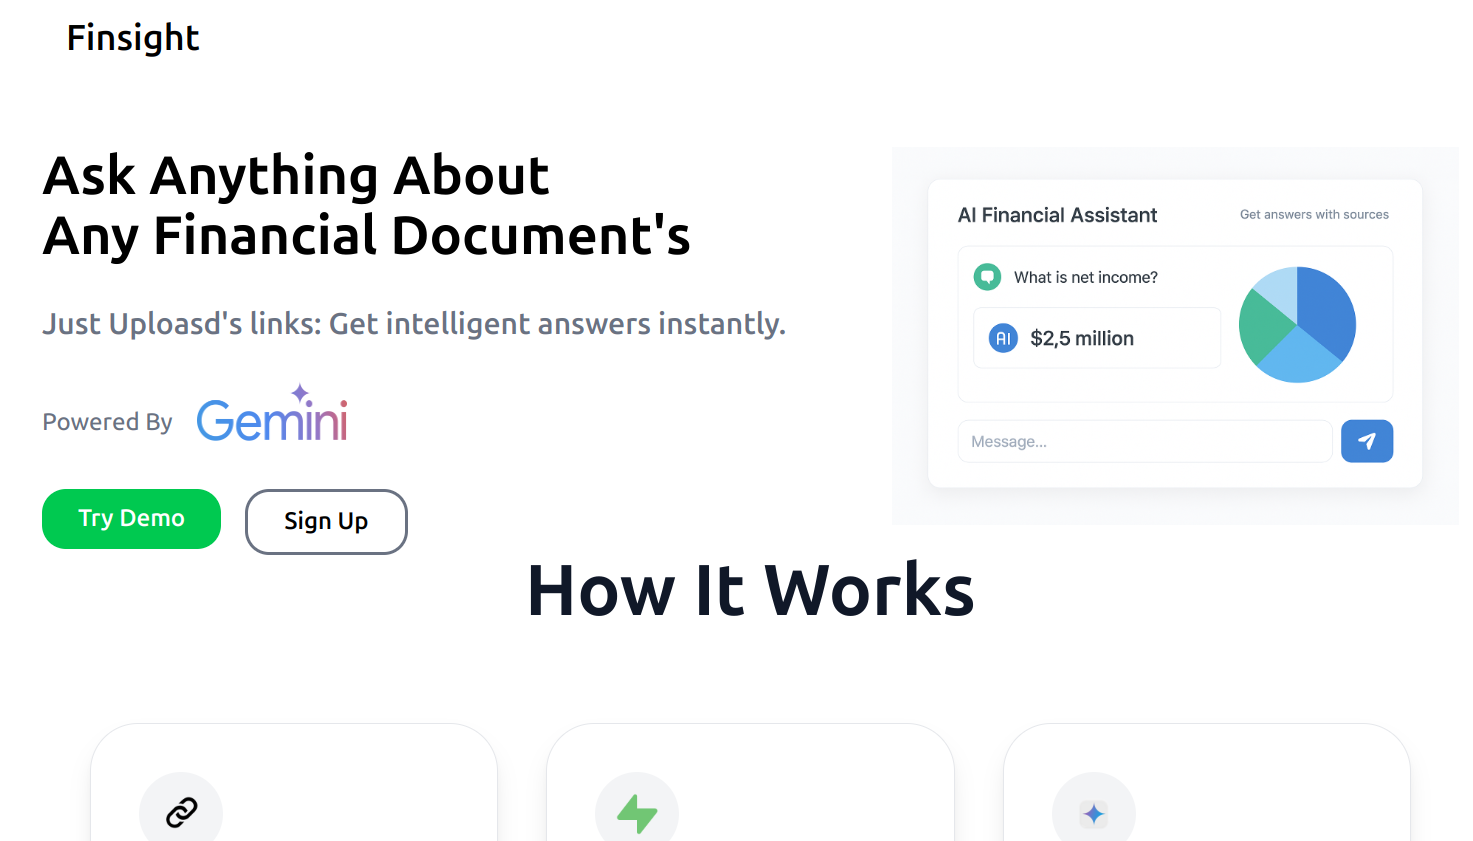 Finsight
Ask Anything About
Any Financial Document's
Just Uploasd's links: Get intelligent answers instantly.
Powered By Gemini
Try Demo
Sign Up
AI Financial Assistant
Get answers with sources
What is net income?
AI
$2,5 million
Message...
How It Works